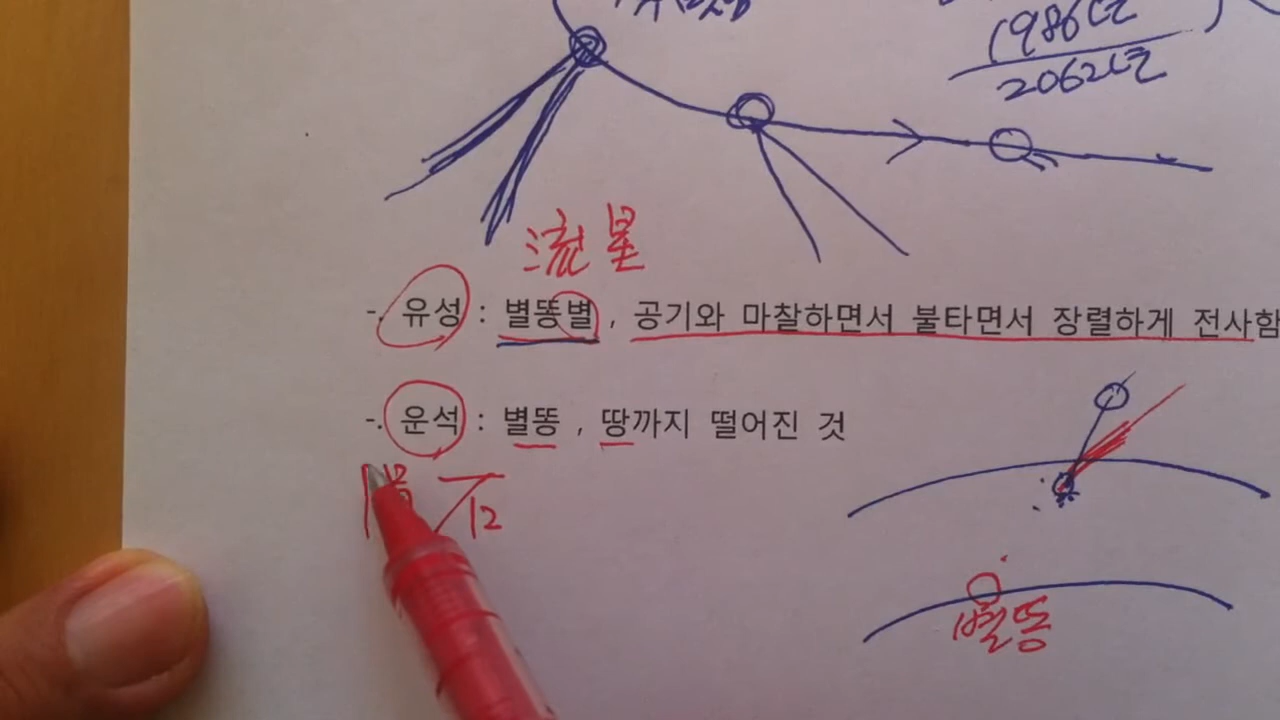 1986년
2062년
流星
-. 유성 : 별똥별 , 공기와 마찰하면서 불타면서 장렬하게 전사함
-. 운석 : 별똥 , 땅까지 떨어진 것
별똥